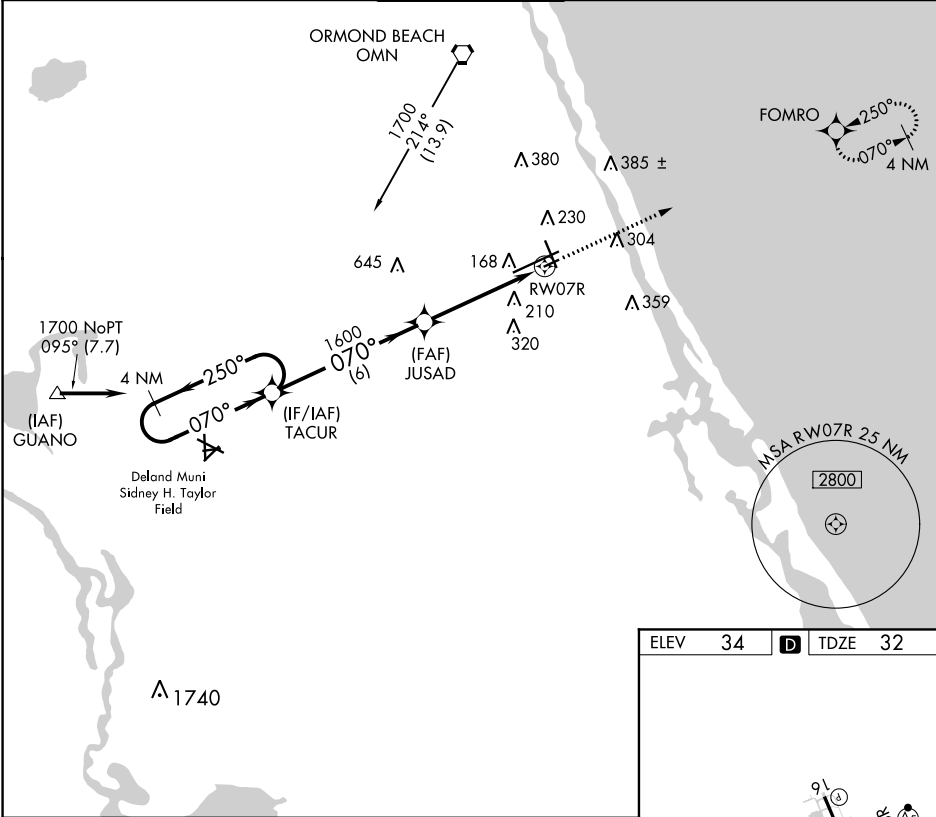 ORMOND BEACH
OMN
1700
214°
(13.9)
FOMRO
250°
070°
4 NM
380
385 ±
230
304
645
168
RW07R
210
359
320
1700 NoPT
095° (7.7)
4 NM
250°
070°
1600
070°
(6)
(FAF)
JUSAD
(IAF)
GUANO
(IF/IAF)
TACUR
Deland Muni
Sidney H. Taylor
Field
MSA RW07R 25 NM
2800
1740
ELEV 34 D TDZE 32
16
R